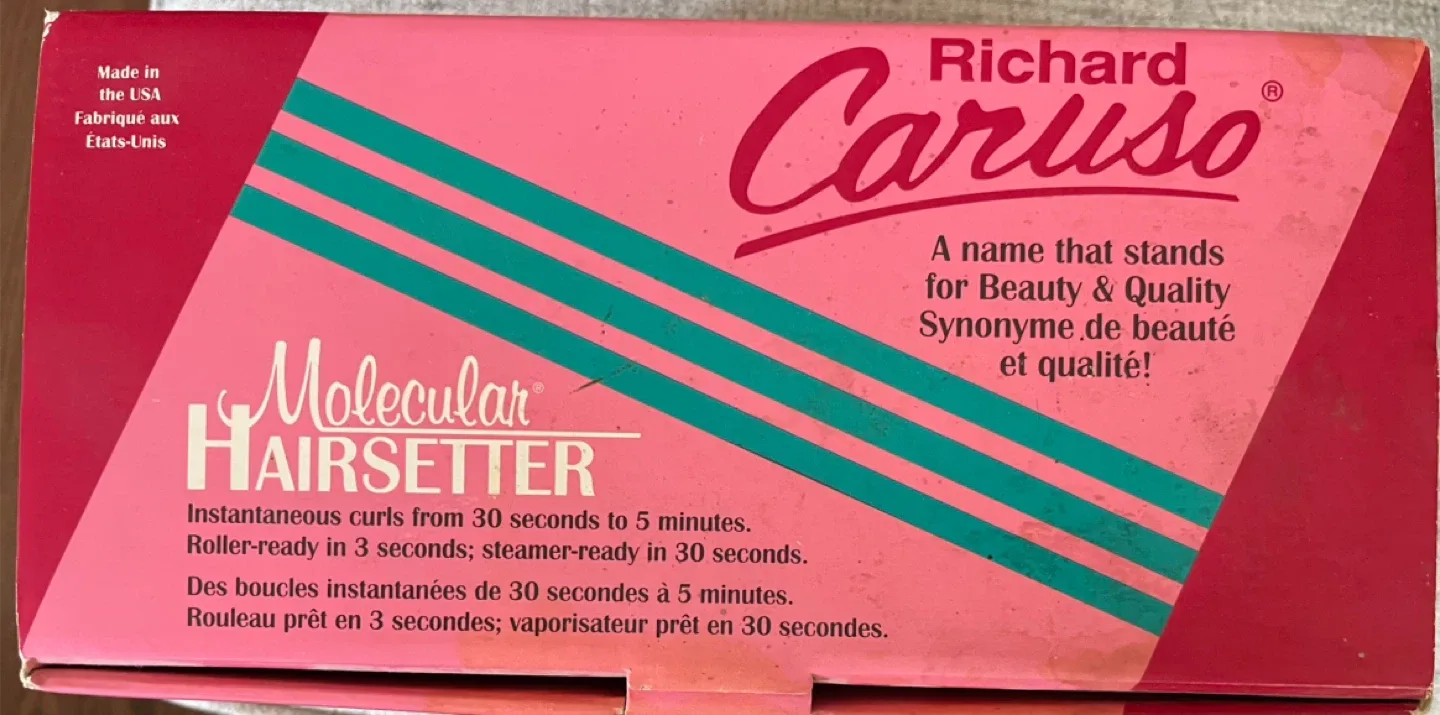 Made in
the USA
Fabriqué aux
États-Unis
Richard
Caruso®
A name that stands
for Beauty & Quality
Synonyme de beauté
et qualité!
Molecular®
HAIRSETTER
Instantaneous curls from 30 seconds to 5 minutes.
Roller-ready in 3 seconds; steamer-ready in 30 seconds.
Des boucles instantanées de 30 secondes à 5 minutes.
Rouleau prêt en 3 secondes; vaporisateur prêt en 30 secondes.